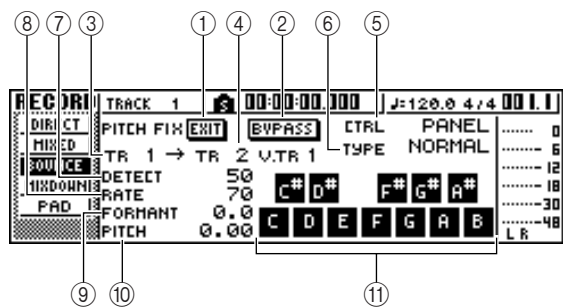 ⑧ ⑦ ③ ① ④ ② ⑥ ⑤
RECORD TRACK 1 S 00:00:00.000 ♩=120.0 4/4 001.1
DIRECT PITCH FIX EXIT BYPASS CTRL PANEL 0
MIXED TR 1 → TR 2 V.TR 1 TYPE NORMAL 6
BOUNCE DETECT 50 12
MIXDOWN RATE 70 C# D# F# G# A# 18
PAD FORMANT 0.0 30
PITCH 0.00 C D E F G A B 48
L R
⑨ ⑩ ⑪